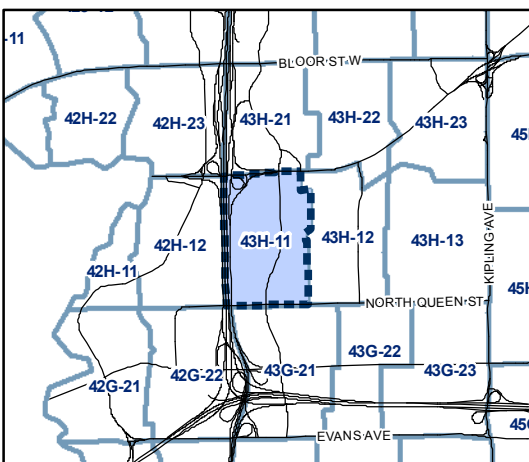 -11
BLOOR ST W
42H-22
42H-23
43H-21
43H-22
43H-23
42H-11
42H-12
43H-11
43H-12
43H-13
KIPLING AVE
NORTH QUEEN ST
42G-21
42G-22
43G-21
43G-22
43G-23
EVANS AVE